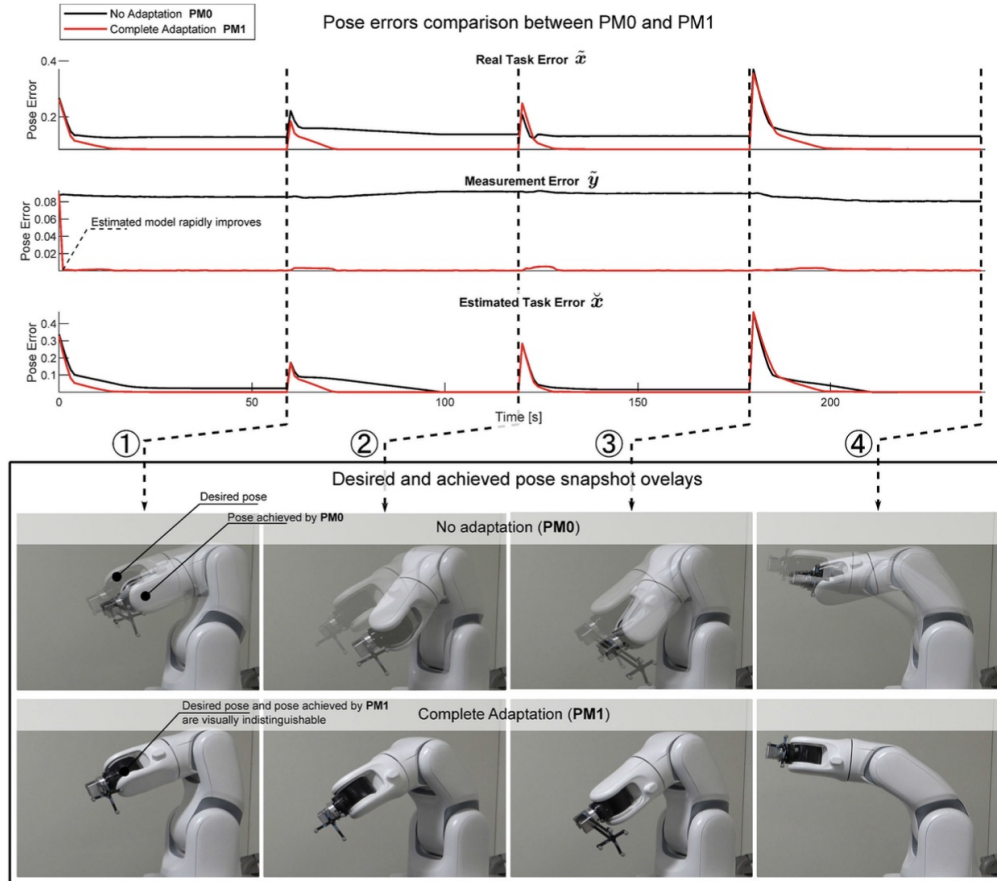 No Adaptation PM0
Complete Adaptation PM1
Pose errors comparison between PM0 and PM1
Real Task Error x̃
Pose Error
0.4
0.2
Measurement Error ỹ
Pose Error
0.08
0.06
0.04
0.02
Estimated model rapidly improves
Estimated Task Error x̌
Pose Error
0.4
0.3
0.2
0.1
0
50
100
150
200
Time [s]
① ② ③ ④
Desired and achieved pose snapshot overlays
Desired pose
Pose achieved by PM0
No adaptation (PM0)
Desired pose and pose achieved by PM1
are visually indistinguishable
Complete Adaptation (PM1)